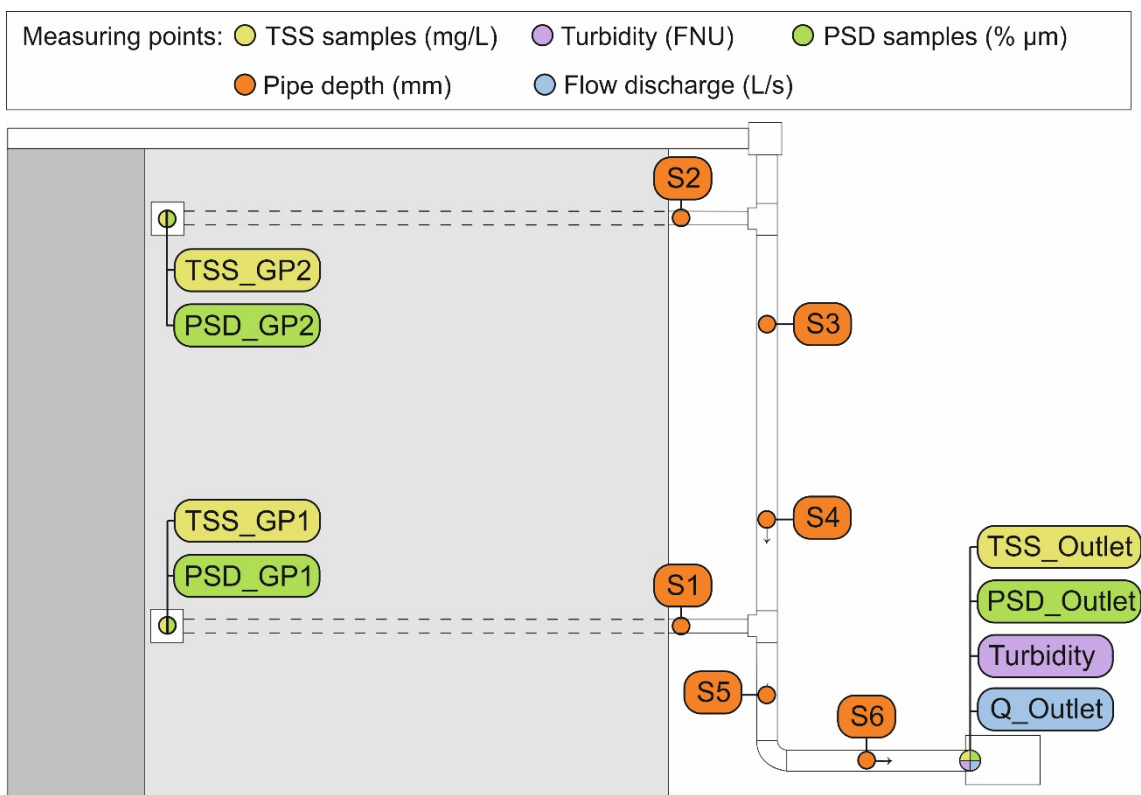 Measuring points: TSS samples (mg/L) Turbidity (FNU) PSD samples (% µm)
Pipe depth (mm) Flow discharge (L/s)
S2
TSS_GP2
PSD_GP2
S3
TSS_GP1
S4
TSS_Outlet
PSD_GP1
S1
PSD_Outlet
Turbidity
S5
S6
Q_Outlet